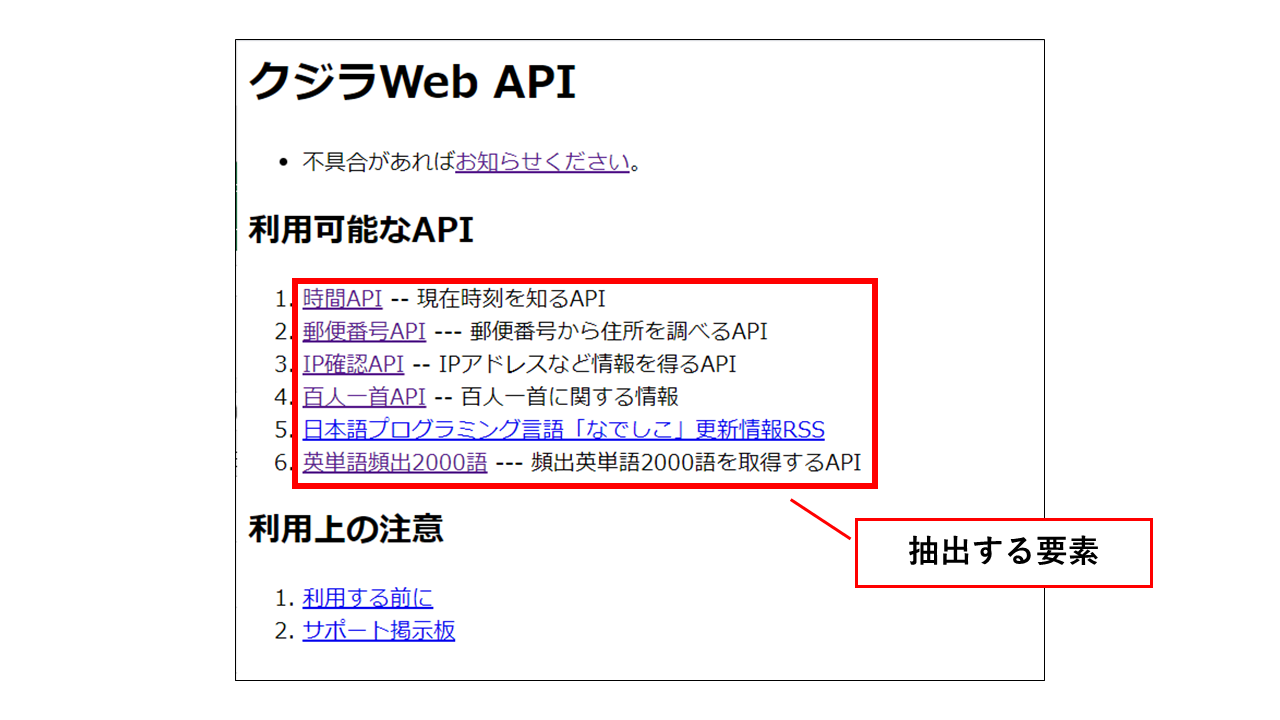 クジラWeb API
• 不具合があればお知らせください。
利用可能なAPI
1. 時間API -- 現在時刻を知るAPI
2. 郵便番号API --- 郵便番号から住所を調べるAPI
3. IP確認API -- IPアドレスなど情報を得るAPI
4. 百人一首API -- 百人一首に関する情報
5. 日本語プログラミング言語「なでしこ」更新情報RSS
6. 英単語頻出2000語 --- 頻出英単語2000語を取得するAPI
抽出する要素
利用上の注意
1. 利用する前に
2. サポート掲示板